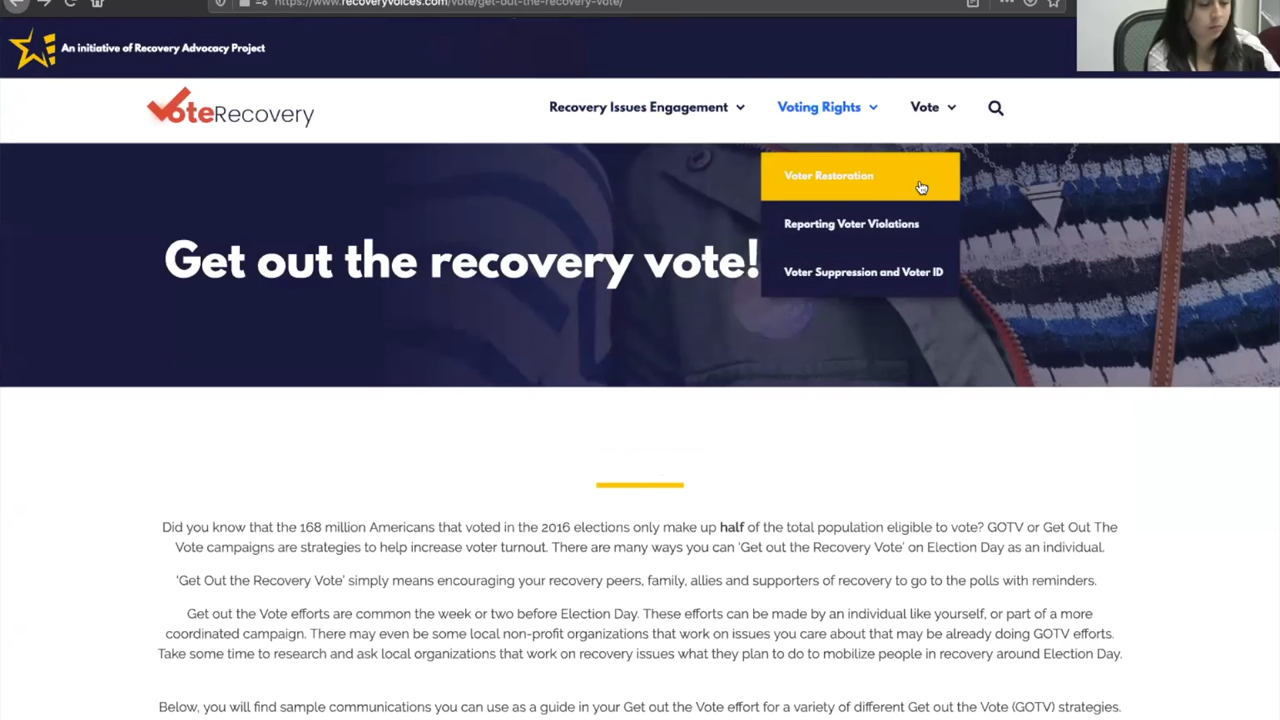 https://www.recoveryvoices.com/vote/get-out-the-recovery-vote/
An initiative of Recovery Advocacy Project
VoteRecovery
Recovery Issues Engagement
Voting Rights
Vote
Voter Restoration
Reporting Voter Violations
Voter Suppression and Voter ID
Get out the recovery vote!
Did you know that the 168 million Americans that voted in the 2016 elections only make up half of the total population eligible to vote? GOTV or Get Out The
Vote campaigns are strategies to help increase voter turnout. There are many ways you can 'Get out the Recovery Vote' on Election Day as an individual.
'Get Out the Recovery Vote' simply means encouraging your recovery peers, family, allies and supporters of recovery to go to the polls with reminders.
Get out the Vote efforts are common the week or two before Election Day. These efforts can be made by an individual like yourself, or part of a more
coordinated campaign. There may even be some local non-profit organizations that work on issues you care about that may be already doing GOTV efforts.
Take some time to research and ask local organizations that work on recovery issues what they plan to do to mobilize people in recovery around Election Day.
Below, you will find sample communications you can use as a guide in your Get out the Vote effort for a variety of different Get out the Vote (GOTV) strategies.